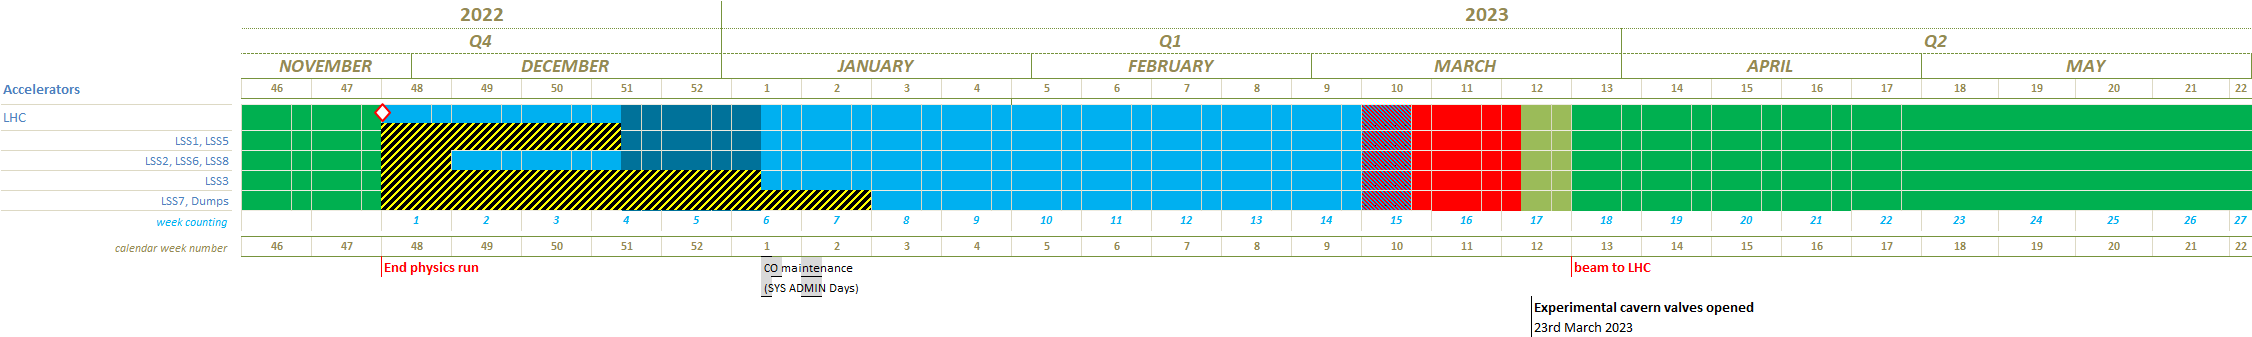 2022 2023
Q4 Q1 Q2
NOVEMBER DECEMBER JANUARY FEBRUARY MARCH APRIL MAY
Accelerators 46 47 48 49 50 51 52 1 2 3 4 5 6 7 8 9 10 11 12 13 14 15 16 17 18 19 20 21 22
LHC
LSS1, LSS5
LSS2, LSS6, LSS8
LSS3
LSS7, Dumps
week counting 1 2 3 4 5 6 7 8 9 10 11 12 13 14 15 16 17 18 19 20 21 22 23 24 25 26 27
calendar week number 46 47 48 49 50 51 52 1 2 3 4 5 6 7 8 9 10 11 12 13 14 15 16 17 18 19 20 21 22
End physics run CO maintenance beam to LHC
(SYS ADMIN Days)
Experimental cavern valves opened
23rd March 2023